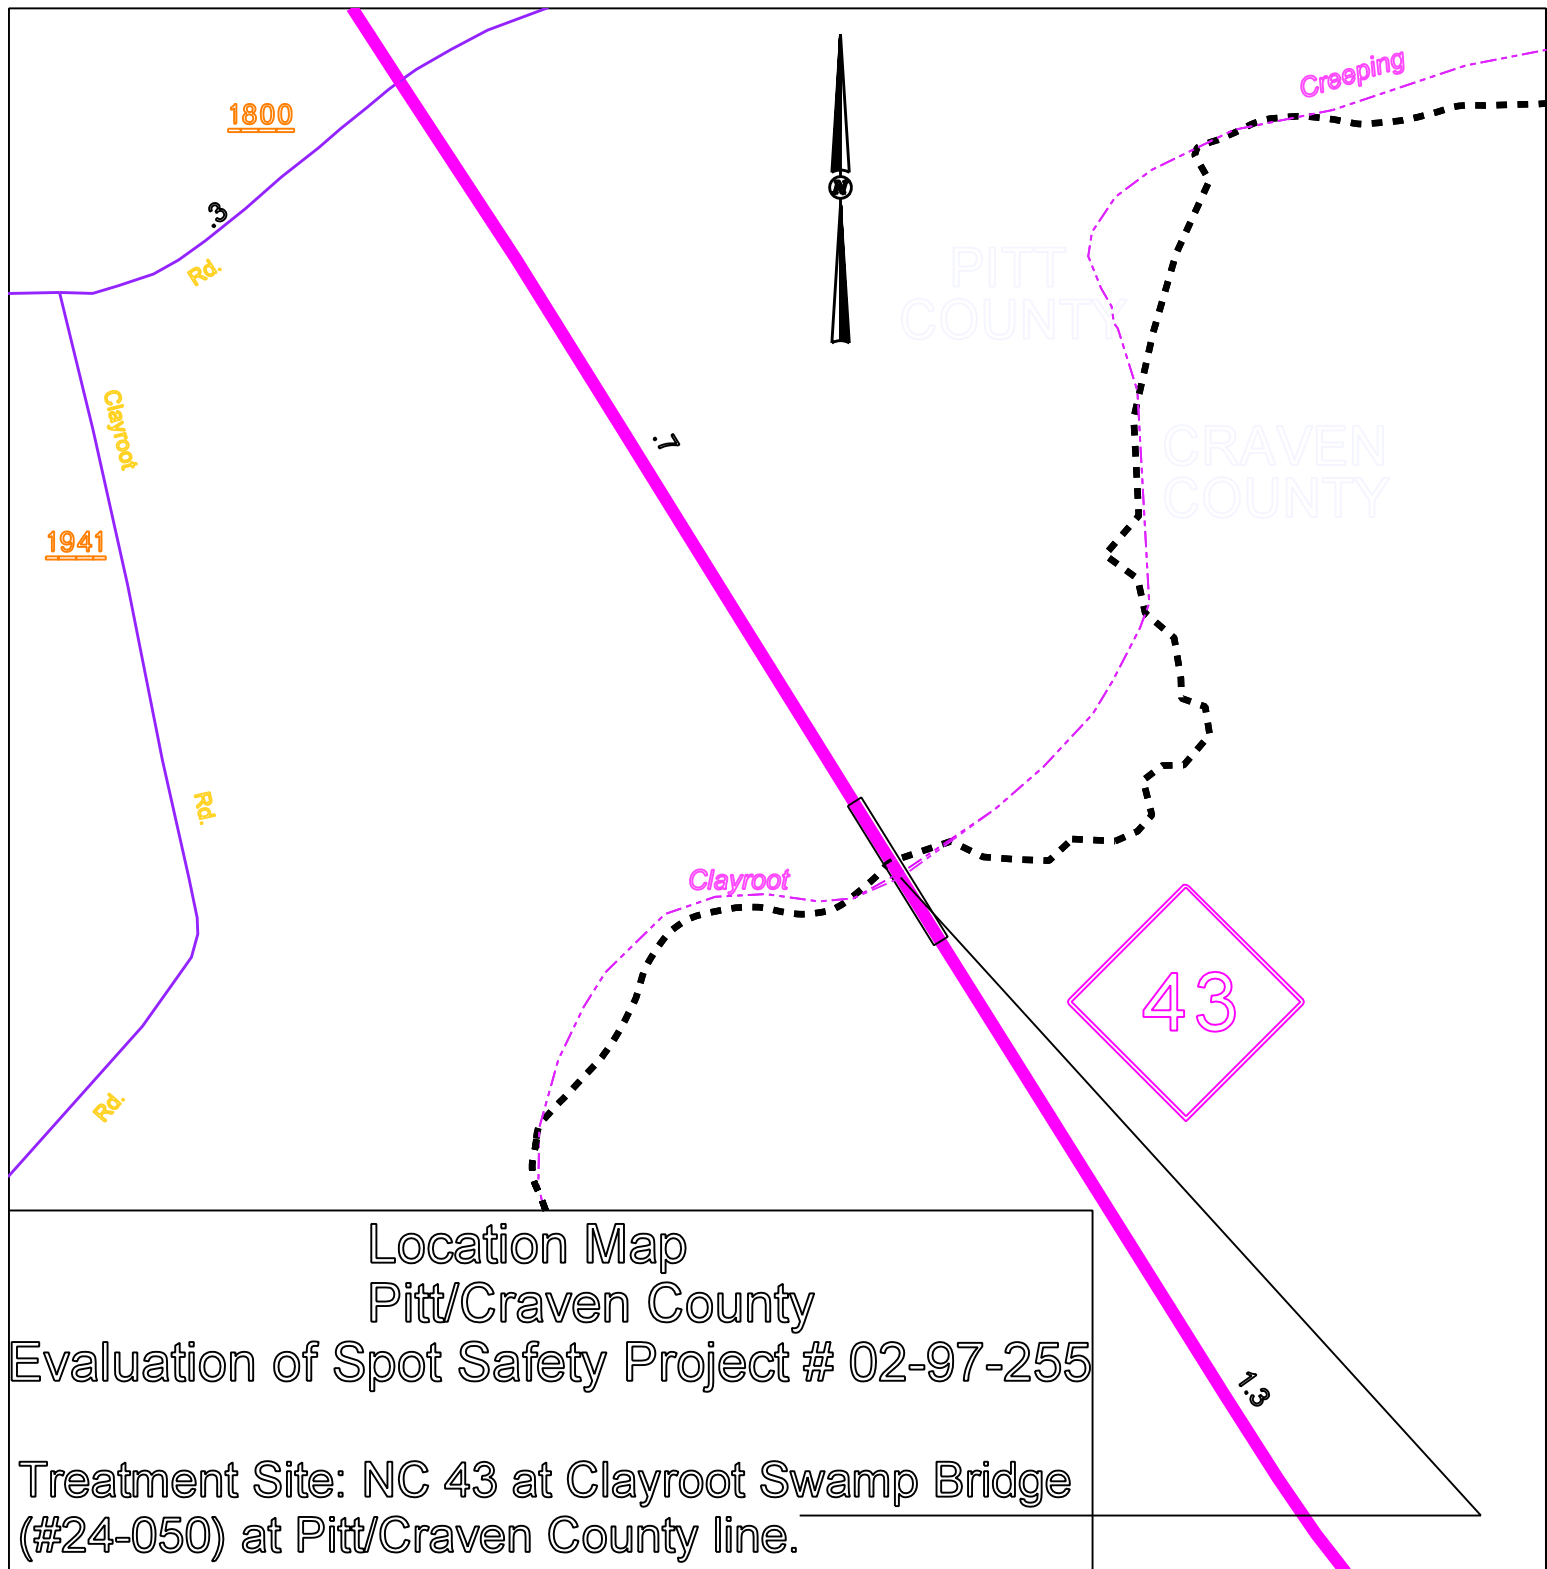 Creeping
1800
N
.3
Rd.
PITT
COUNTY
Clayroot
.7
CRAVEN
COUNTY
1941
Rd.
Clayroot
43
Rd.
Location Map
Pitt/Craven County
Evaluation of Spot Safety Project # 02-97-255
1.3
Treatment Site: NC 43 at Clayroot Swamp Bridge
(#24-050) at Pitt/Craven County line.